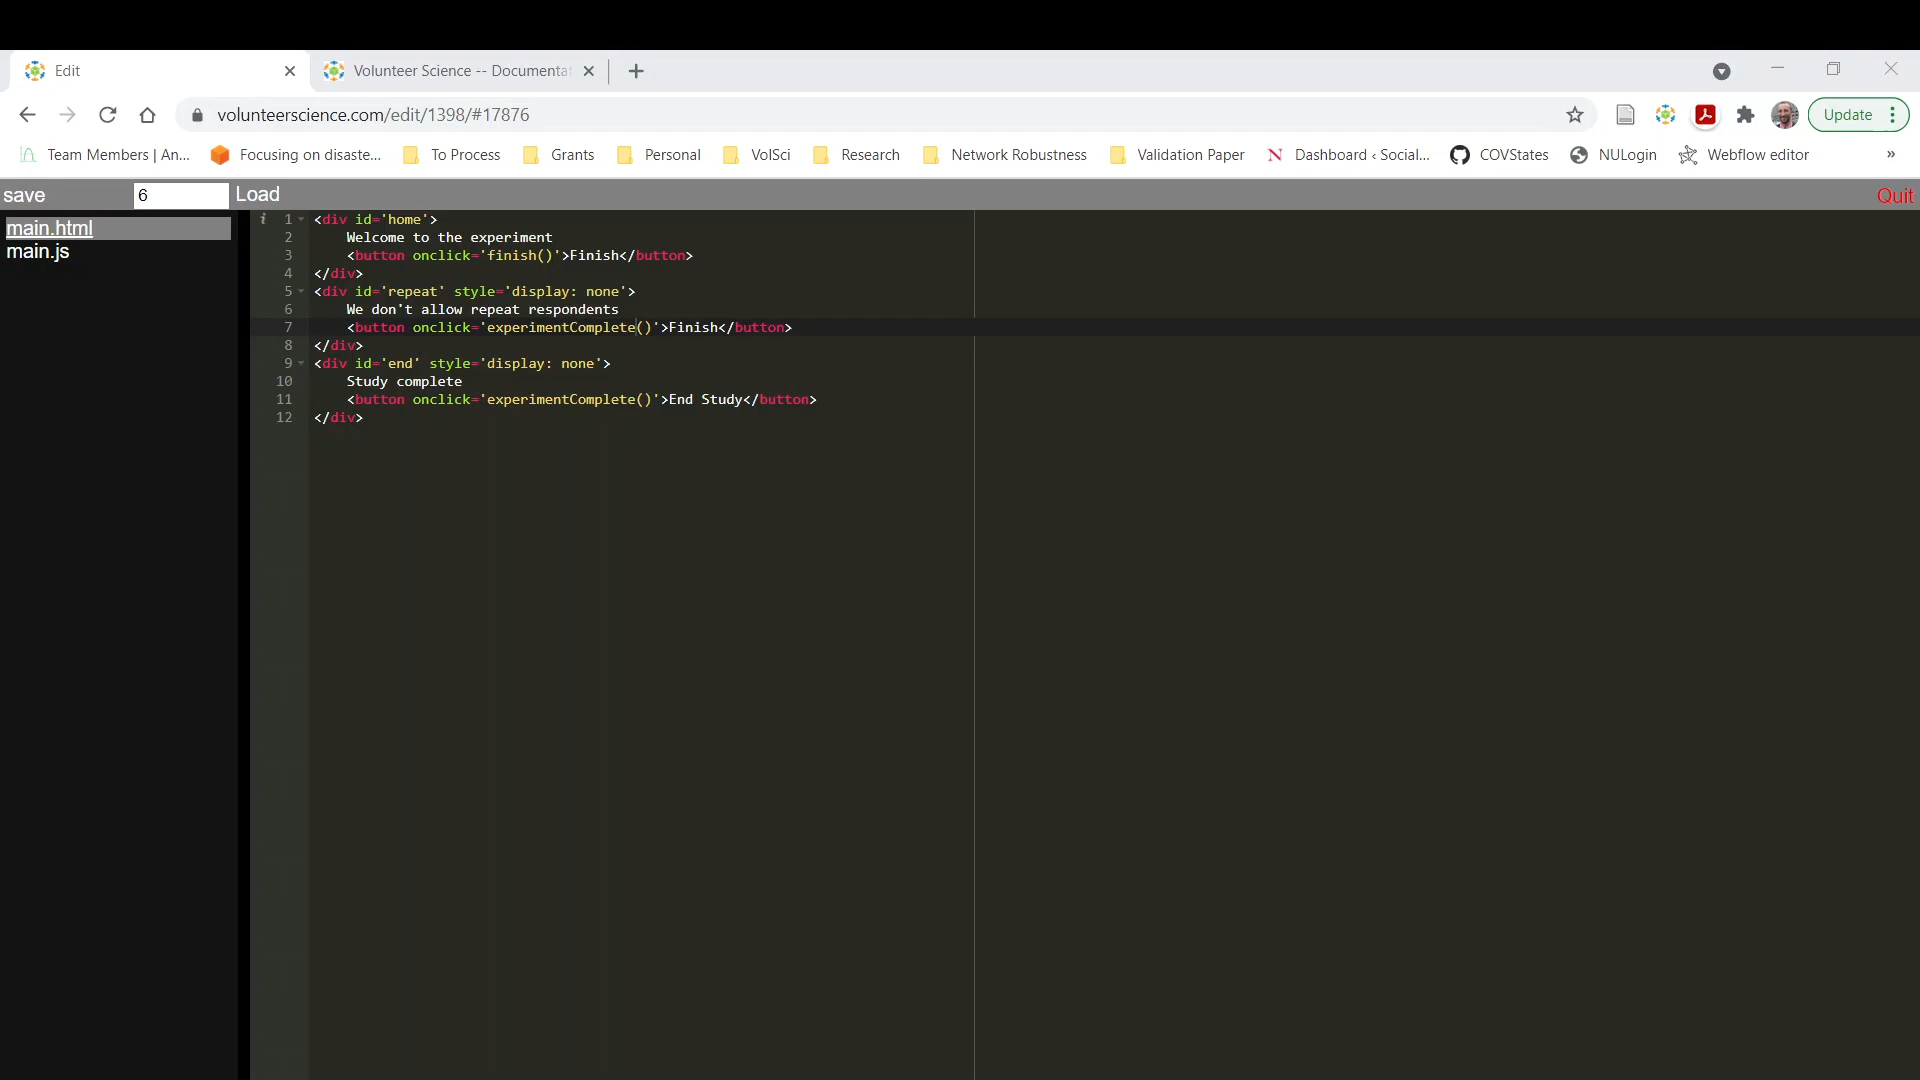 Edit
Volunteer Science -- Documentat
volunteerscience.com/edit/1398/#17876
Update
Team Members | An...
Focusing on disaste...
To Process
Grants
Personal
VolSci
Research
Network Robustness
Validation Paper
Dashboard ‹ Social...
COVStates
NULogin
Webflow editor
»
save
6
Load
Quit
main.html
main.js
i 1 <div id='home'>
2 Welcome to the experiment
3 <button onclick='finish()'>Finish</button>
4 </div>
5 <div id='repeat' style='display: none'>
6 We don't allow repeat respondents
7 <button onclick='experimentComplete()'>Finish</button>
8 </div>
9 <div id='end' style='display: none'>
10 Study complete
11 <button onclick='experimentComplete()'>End Study</button>
12 </div>